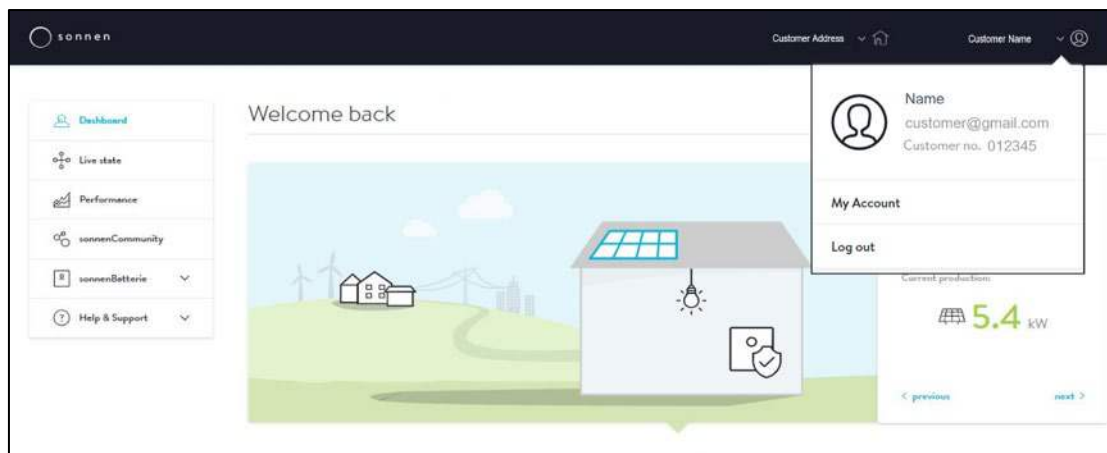 sonnen
Customer Address
Customer Name
Name
customer@gmail.com
Customer no. 012345
My Account
Log out
Dashboard
Live state
Performance
sonnenCommunity
sonnenBatterie
Help & Support
Welcome back
Current production:
5.4 kW
< previous
next >